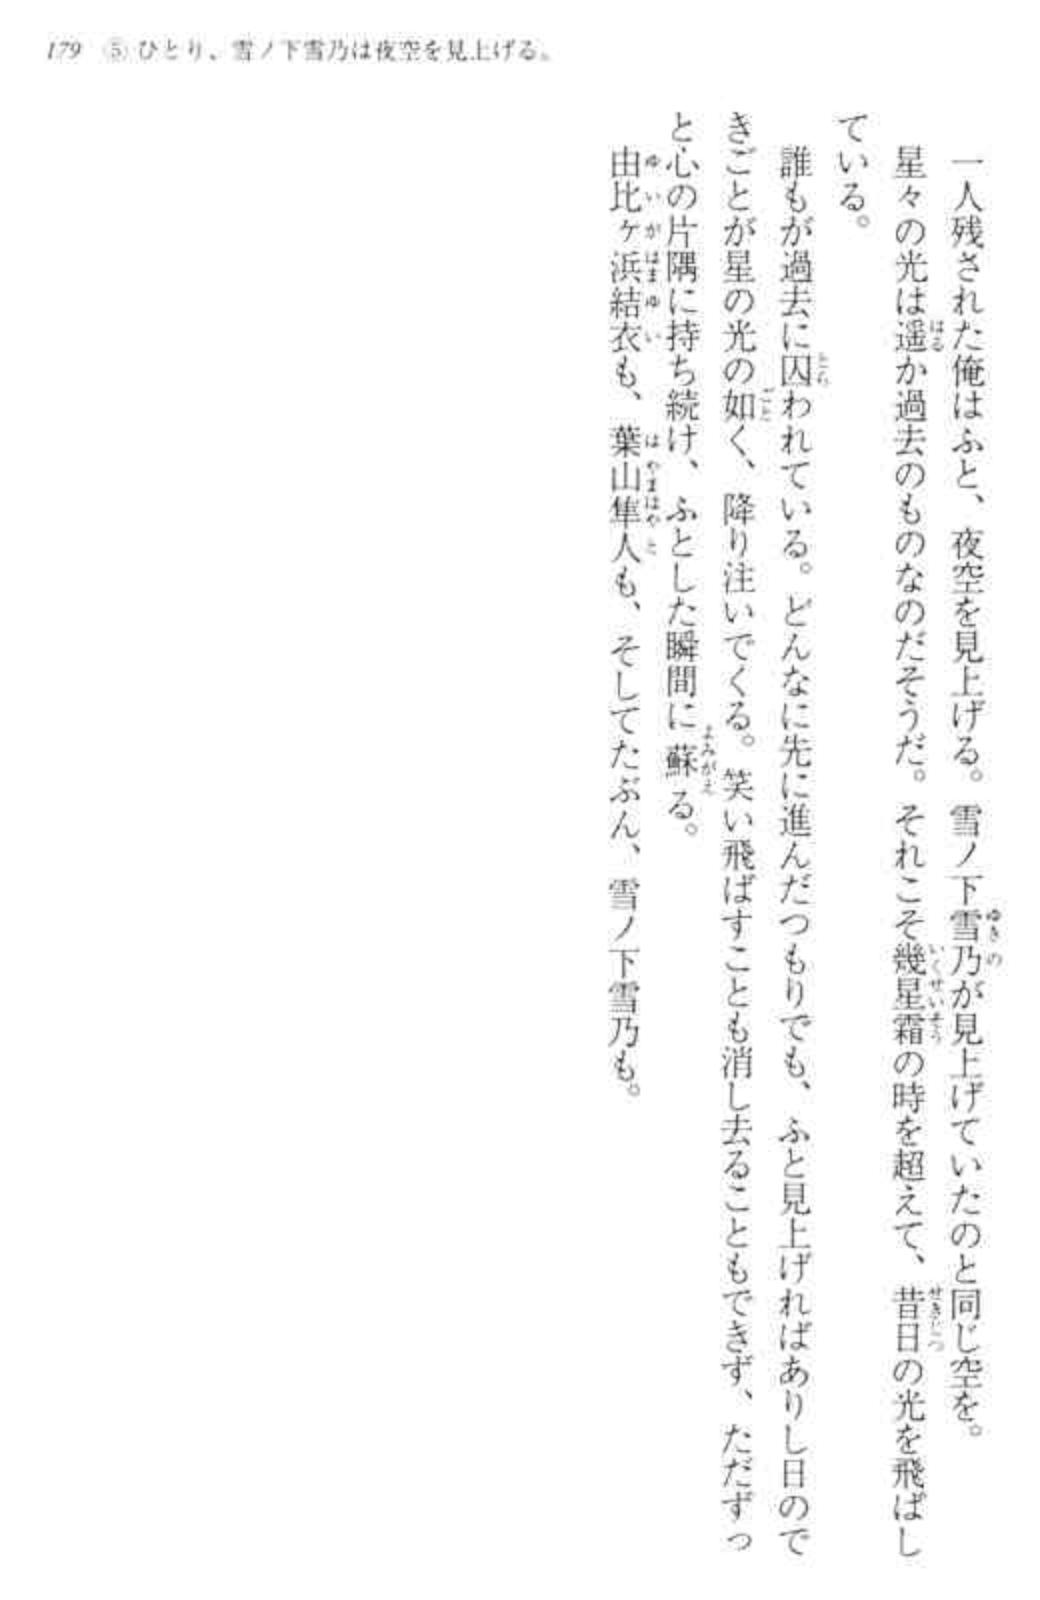 179 ⑤ ひとり、雪ノ下雪乃は夜空を見上げる。
一人残された俺はふと、夜空を見上げる。雪ノ下雪乃が見上げていたのと同じ空を。
星々の光は遥か過去のものなのだそうだ。それこそ幾星霜の時を超えて、昔日の光を飛ばし
ている。
誰もが過去に囚われている。どんなに先に進んだつもりでも、ふと見上げればありし日ので
きごとが星の光の如く、降り注いでくる。笑い飛ばすことも消し去ることもできず、ただずっ
と心の片隅に持ち続け、ふとした瞬間に蘇る。
由比ヶ浜結衣も、葉山隼人も、そしてたぶん、雪ノ下雪乃も。